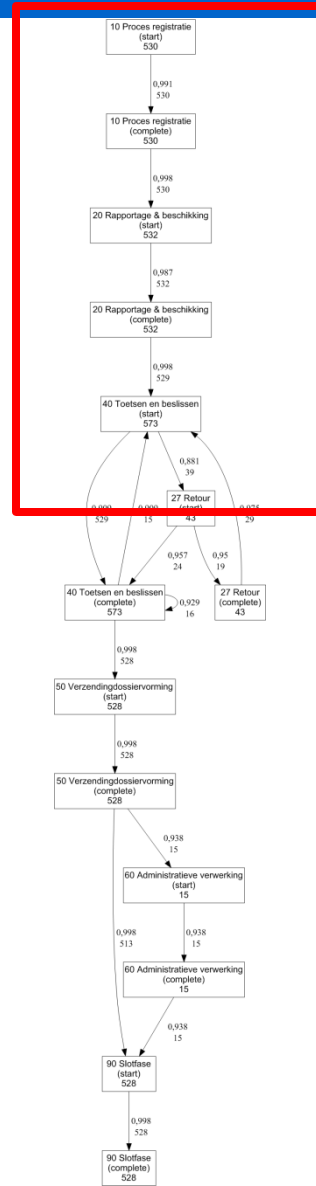 10 Proces registratie
(start)
530
0,991
530
10 Proces registratie
(complete)
530
0,998
530
20 Rapportage & beschikking
(start)
532
0,987
532
20 Rapportage & beschikking
(complete)
532
0,998
529
40 Toetsen en beslissen
(start)
573
0,881
39
27 Retour
(start)
43
529
15
29
0,957
24
0,95
19
40 Toetsen en beslissen
(complete)
573
0,929
16
27 Retour
(complete)
43
0,998
528
50 Verzendingdossiervorming
(start)
528
0,998
528
50 Verzendingdossiervorming
(complete)
528
0,938
15
60 Administratieve verwerking
(start)
15
0,998
513
0,938
15
60 Administratieve verwerking
(complete)
15
0,938
15
90 Slotfase
(start)
528
0,998
528
90 Slotfase
(complete)
528